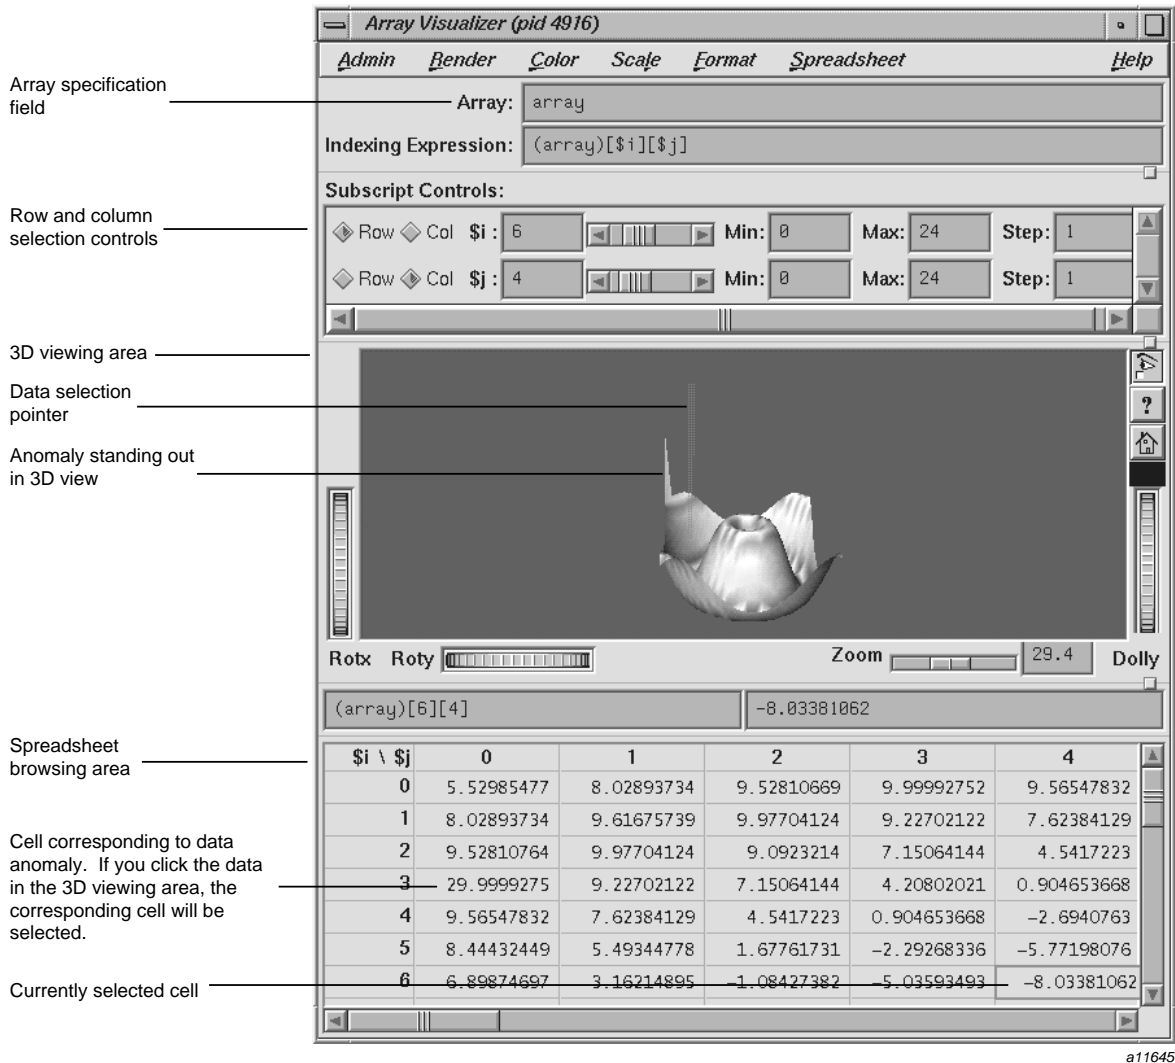 Array Visualizer (pid 4916)
Admin Render Color Scale Format Spreadsheet Help
Array specification
field
Array: array
Indexing Expression: (array)[$i][$j]
Subscript Controls:
Row and column
selection controls
Row Col $i : 6 Min: 0 Max: 24 Step: 1
Row Col $j : 4 Min: 0 Max: 24 Step: 1
3D viewing area
Data selection
pointer
?
Anomaly standing out
in 3D view
Rotx Roty Zoom 29.4 Dolly
(array)[6][4] -8.03381062
Spreadsheet
browsing area
$i \ $j 0 1 2 3 4
0 5.52985477 8.02893734 9.52810669 9.99992752 9.56547832
1 8.02893734 9.61675739 9.97704124 9.22702122 7.62384129
2 9.52810764 9.97704124 9.0923214 7.15064144 4.5417223
3 29.9999275 9.22702122 7.15064144 4.20802021 0.904653668
4 9.56547832 7.62384129 4.5417223 0.904653668 -2.6940763
5 8.44432449 5.49344778 1.67761731 -2.29268336 -5.77198076
6 6.89874697 3.16214895 -1.08427382 -5.03593493 -8.03381062
Cell corresponding to data
anomaly. If you click the data
in the 3D viewing area, the
corresponding cell will be
selected.
Currently selected cell
a11645